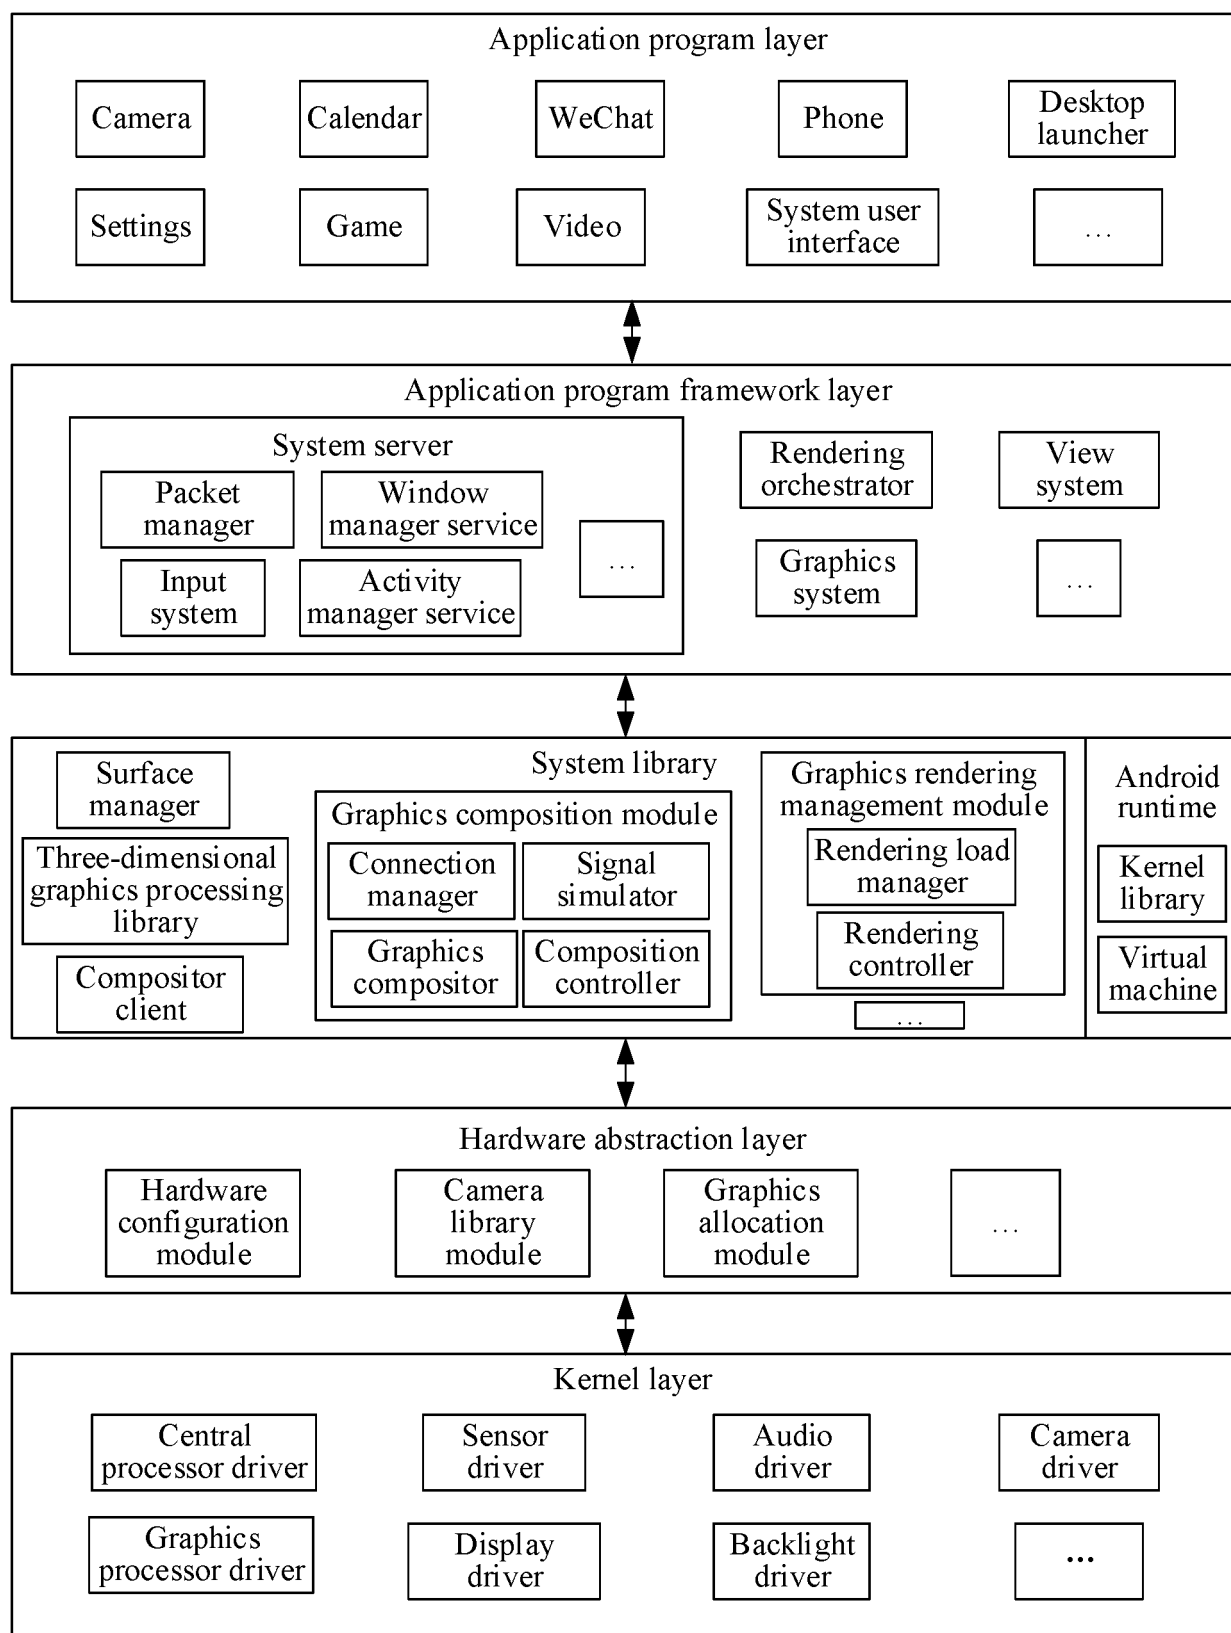 Application program layer
Camera
Calendar
WeChat
Phone
Desktop
launcher
Settings
Game
Video
System user
interface
...
Application program framework layer
System server
Packet
manager
Window
manager service
Input
system
Activity
manager service
...
Rendering
orchestrator
View
system
Graphics
system
...
System library
Surface
manager
Three-dimensional
graphics processing
library
Compositor
client
Graphics composition module
Connection
manager
Signal
simulator
Graphics
compositor
Composition
controller
Graphics rendering
management module
Rendering load
manager
Rendering
controller
...
Android
runtime
Kernel
library
Virtual
machine
Hardware abstraction layer
Hardware
configuration
module
Camera
library
module
Graphics
allocation
module
...
Kernel layer
Central
processor driver
Sensor
driver
Audio
driver
Camera
driver
Graphics
processor driver
Display
driver
Backlight
driver
...